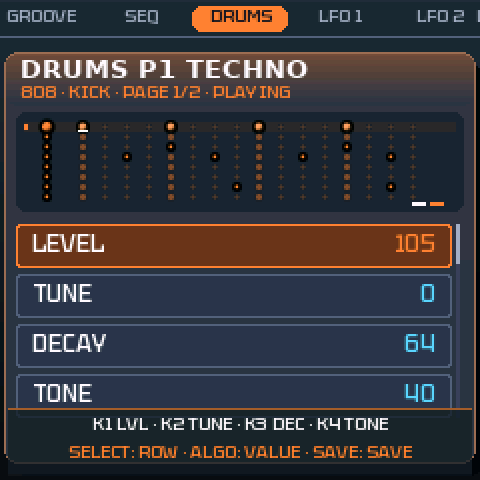 GROOVE SEQ DRUMS LFO 1 LFO 2
DRUMS P1 TECHNO
808 · KICK · PAGE 1/2 · PLAYING
LEVEL 105
TUNE 0
DECAY 64
TONE 40
K1 LVL · K2 TUNE · K3 DEC · K4 TONE
SELECT: ROW · ALGO: VALUE · SAVE: SAVE